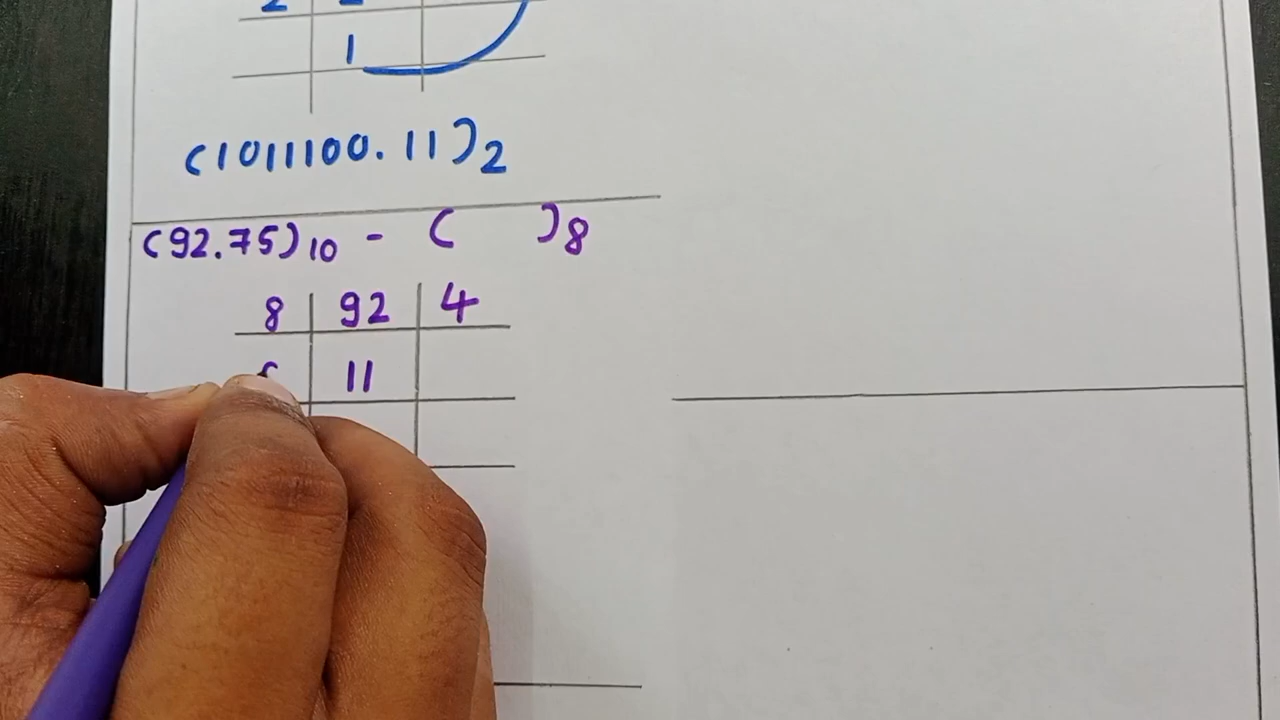 1
(1011100.11)2
(92.75)10 - ( )8
8 92 4
11